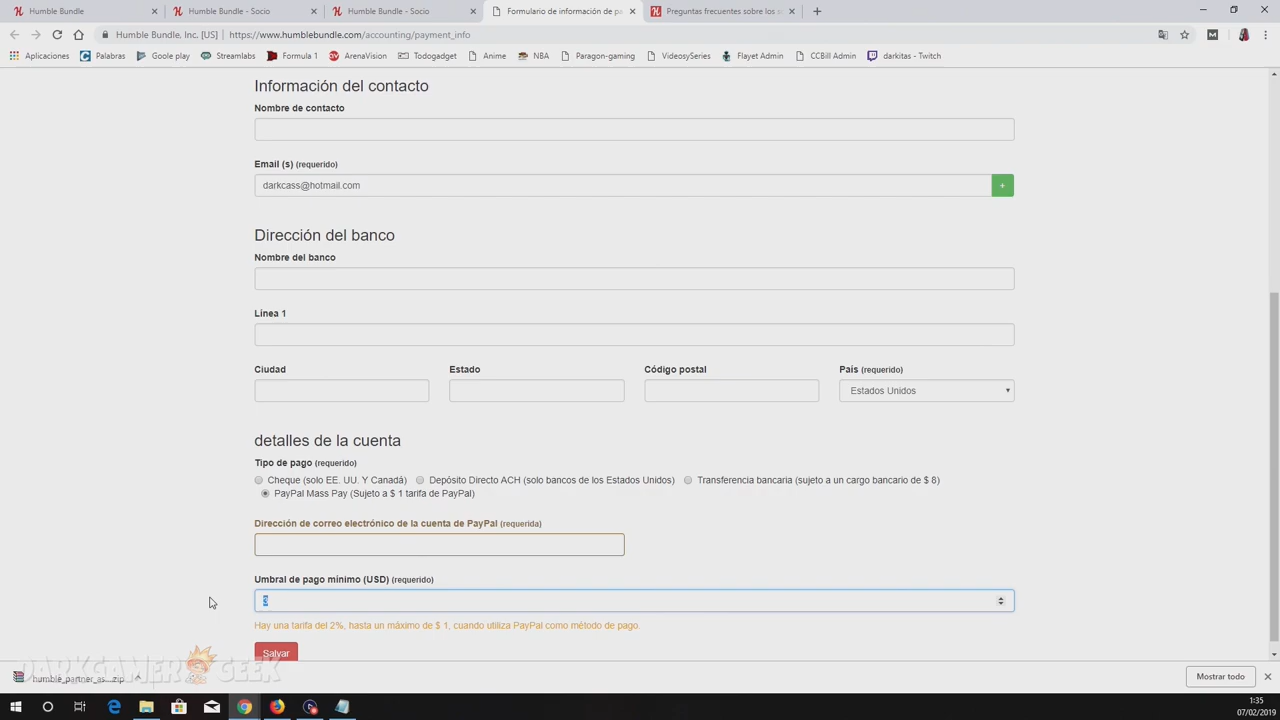 Humble Bundle
Humble Bundle - Socio
Humble Bundle - Socio
Formulario de información de pa
Preguntas frecuentes sobre los s
Humble Bundle, Inc. [US]
https://www.humblebundle.com/accounting/payment_info
Aplicaciones
Palabras
Goole play
Streamlabs
Formula 1
ArenaVision
Todogadget
Anime
NBA
Paragon-gaming
VideosySeries
Flayet Admin
CCBill Admin
darkitas - Twitch
Información del contacto
Nombre de contacto
Email (s) (requerido)
darkcass@hotmail.com
+
Dirección del banco
Nombre del banco
Línea 1
Ciudad Estado Código postal País (requerido)
Estados Unidos
detalles de la cuenta
Tipo de pago (requerido)
Cheque (solo EE. UU. Y Canadá) Depósito Directo ACH (solo bancos de los Estados Unidos) Transferencia bancaria (sujeto a un cargo bancario de $ 8)
PayPal Mass Pay (Sujeto a $ 1 tarifa de PayPal)
Dirección de correo electrónico de la cuenta de PayPal (requerida)
Umbral de pago mínimo (USD) (requerido)
3
Hay una tarifa del 2%, hasta un máximo de $ 1, cuando utiliza PayPal como método de pago.
Salvar
DARKGAMER GEEK
humble_partner_as....zip
Mostrar todo
1:35
07/02/2019